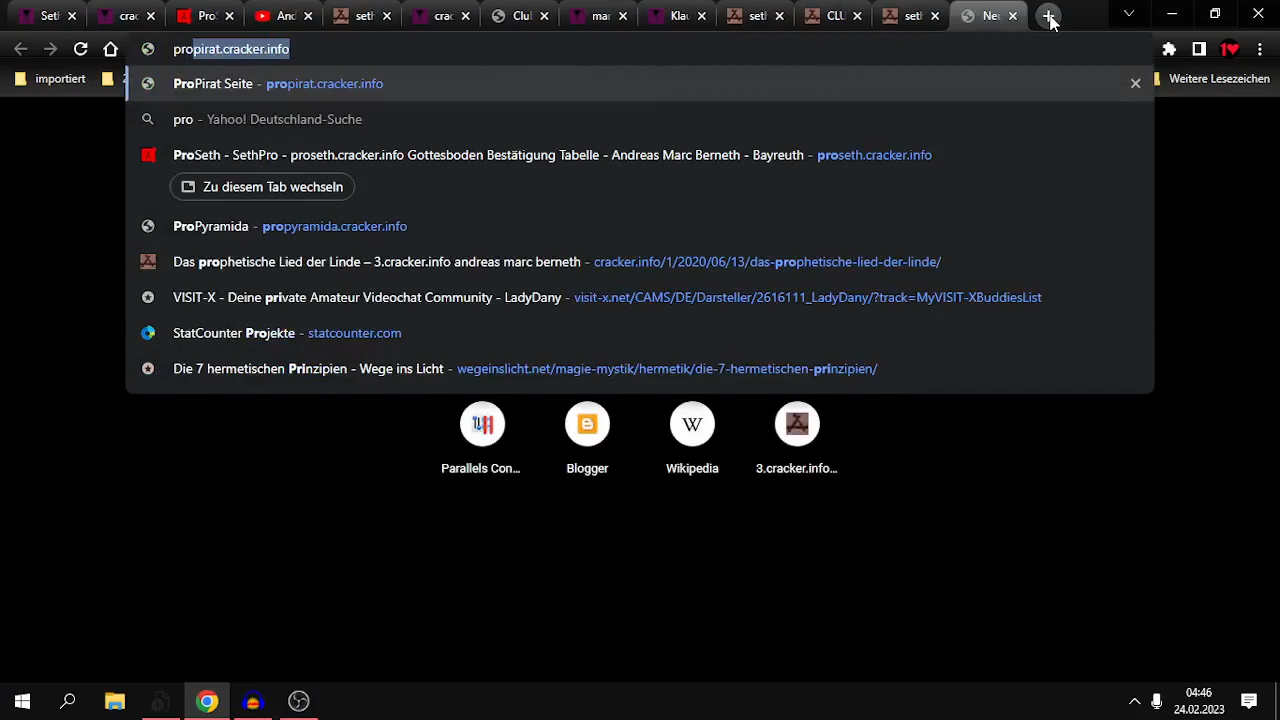 Seth
crac
ProS
And
seth
crac
Clul
mar
Klau
seth
CLU
seth
Neu
propirat.cracker.info
importiert
Weitere Lesezeichen
ProPirat Seite - propirat.cracker.info
pro - Yahoo! Deutschland-Suche
ProSeth - SethPro - proseth.cracker.info Gottesboden Bestätigung Tabelle - Andreas Marc Berneth - Bayreuth - proseth.cracker.info
Zu diesem Tab wechseln
ProPyramida - propyramida.cracker.info
Das prophetische Lied der Linde – 3.cracker.info andreas marc berneth - cracker.info/1/2020/06/13/das-prophetische-lied-der-linde/
VISIT-X - Deine private Amateur Videochat Community - LadyDany - visit-x.net/CAMS/DE/Darsteller/2616111_LadyDany/?track=MyVISIT-XBuddiesList
StatCounter Projekte - statcounter.com
Die 7 hermetischen Prinzipien - Wege ins Licht - wegeinslicht.net/magie-mystik/hermetik/die-7-hermetischen-prinzipien/
Parallels Con... Blogger Wikipedia 3.cracker.info...
04:46
24.02.2023